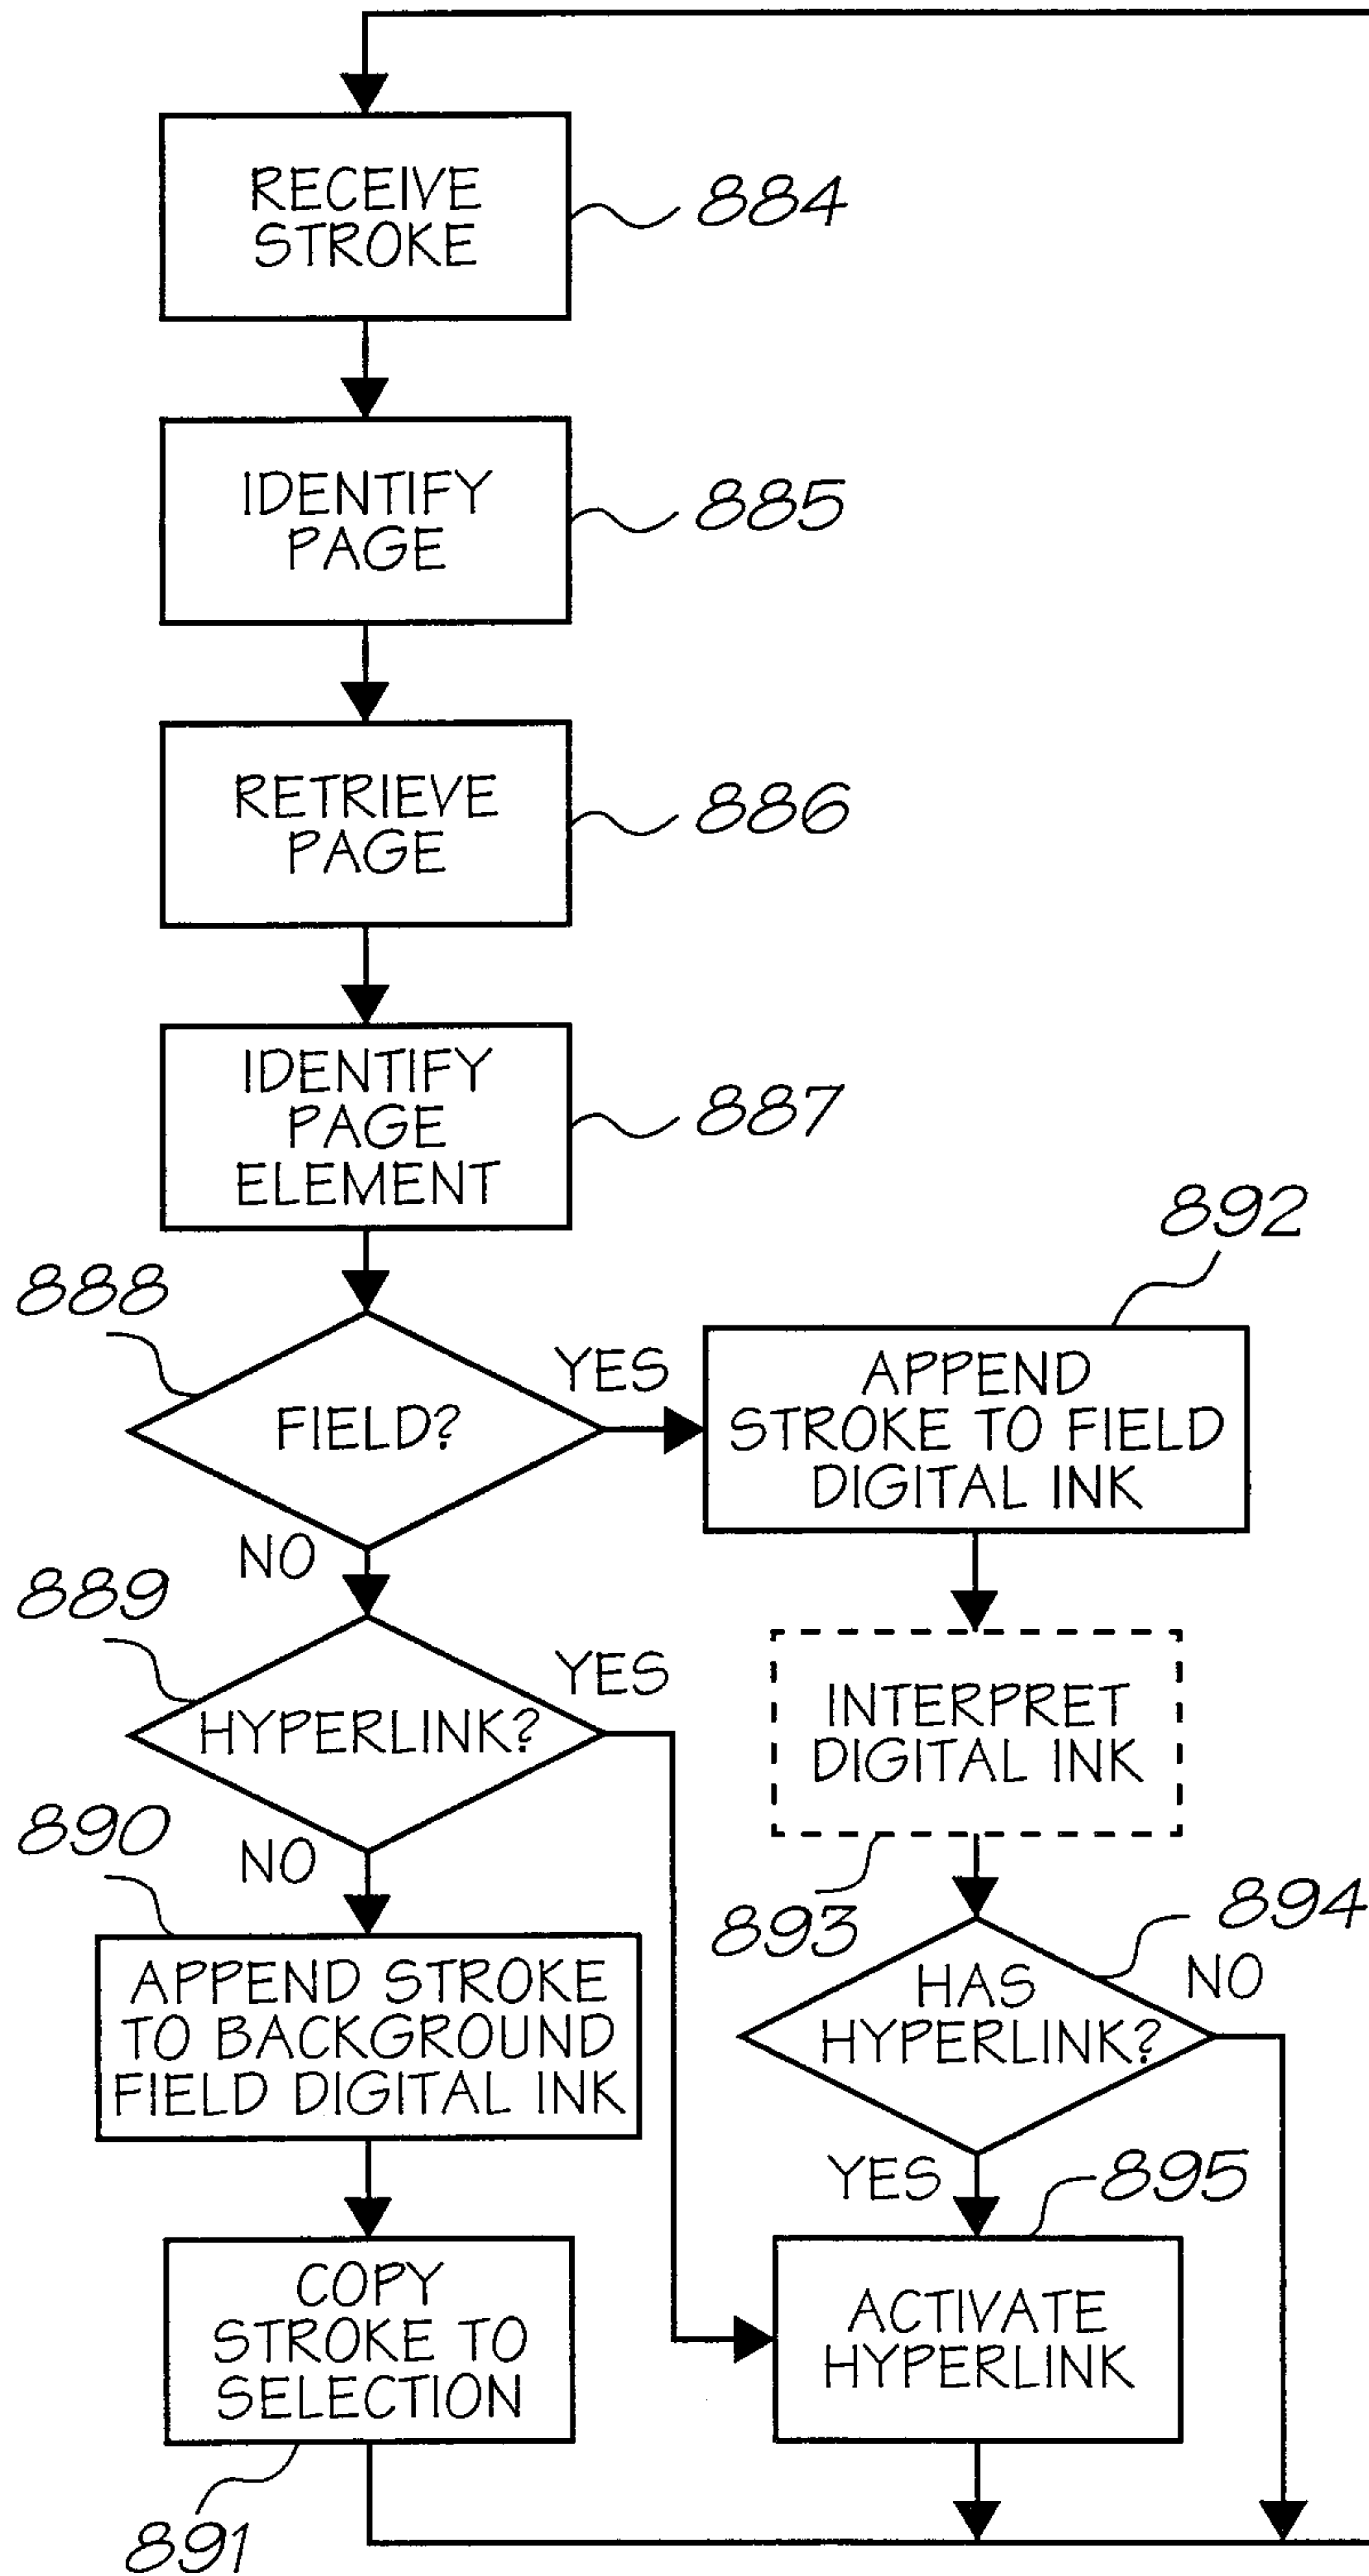 RECEIVE
STROKE
884
IDENTIFY
PAGE
885
RETRIEVE
PAGE
886
IDENTIFY
PAGE
ELEMENT
887
888
FIELD?
YES
NO
892
APPEND
STROKE TO FIELD
DIGITAL INK
889
HYPERLINK?
YES
NO
INTERPRET
DIGITAL INK
893
890
APPEND STROKE
TO BACKGROUND
FIELD DIGITAL INK
894
HAS
HYPERLINK?
NO
YES
895
COPY
STROKE TO
SELECTION
891
ACTIVATE
HYPERLINK